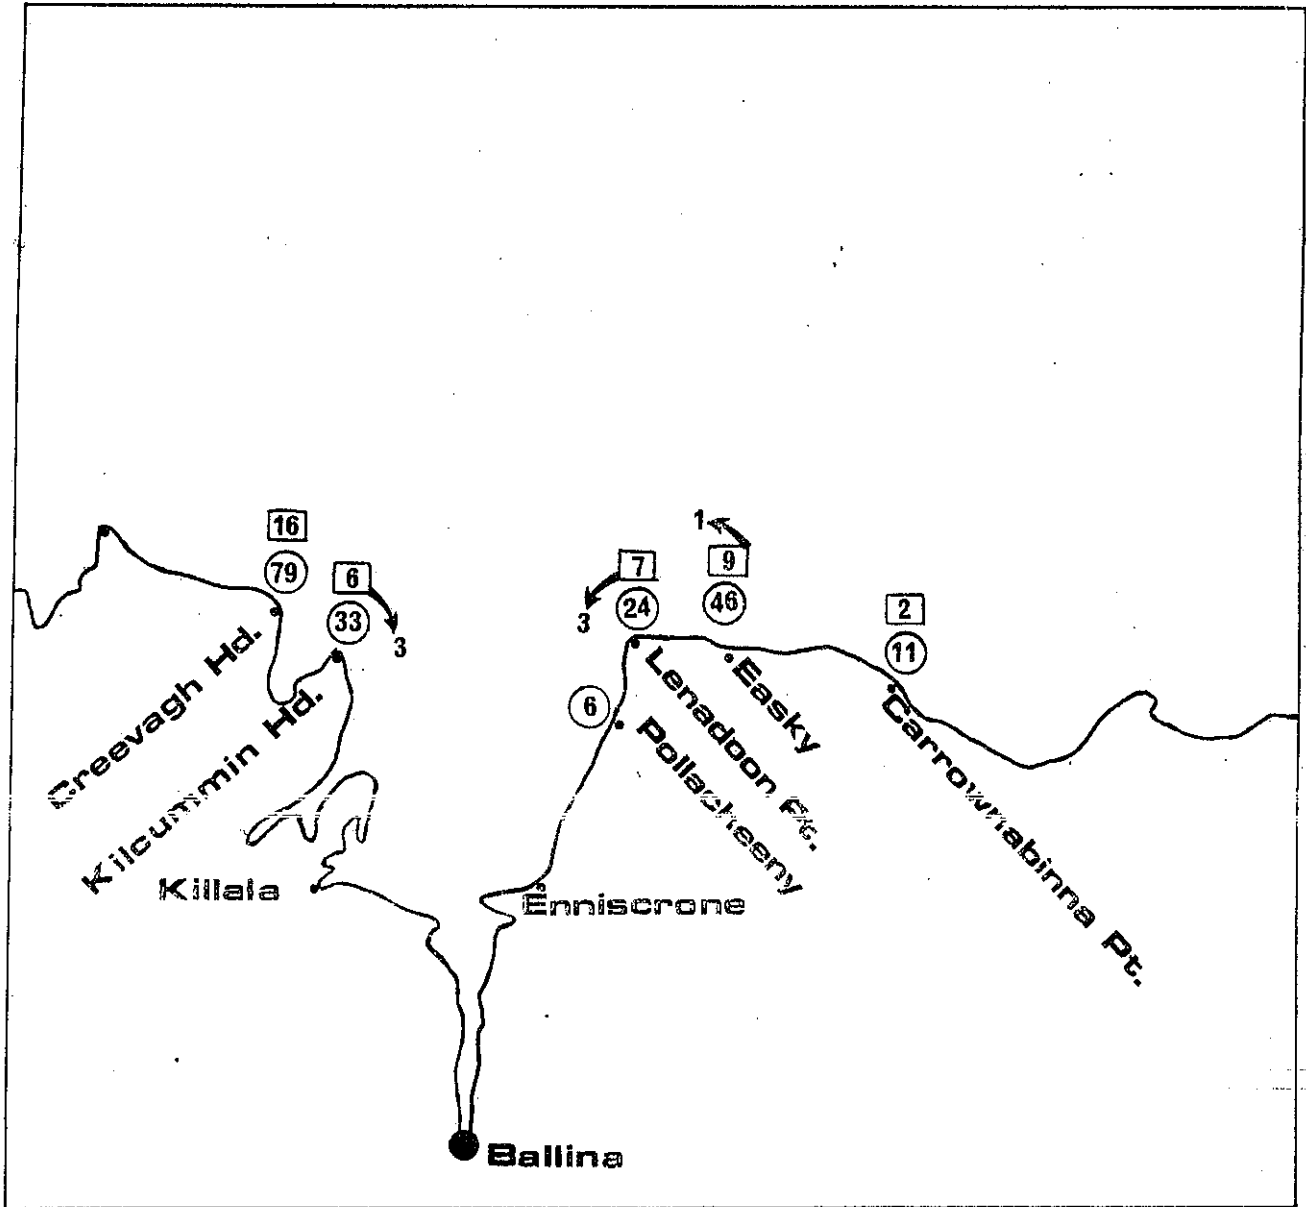 16
79
6
33
3
7
24
3
1
9
46
2
11
6
Creevagh Hd.
Kilcummin Hd.
Killala
Enniscrone
Ballina
Pollacheeny
Lenadoon Pt.
Easky
Carrownabinna Pt.